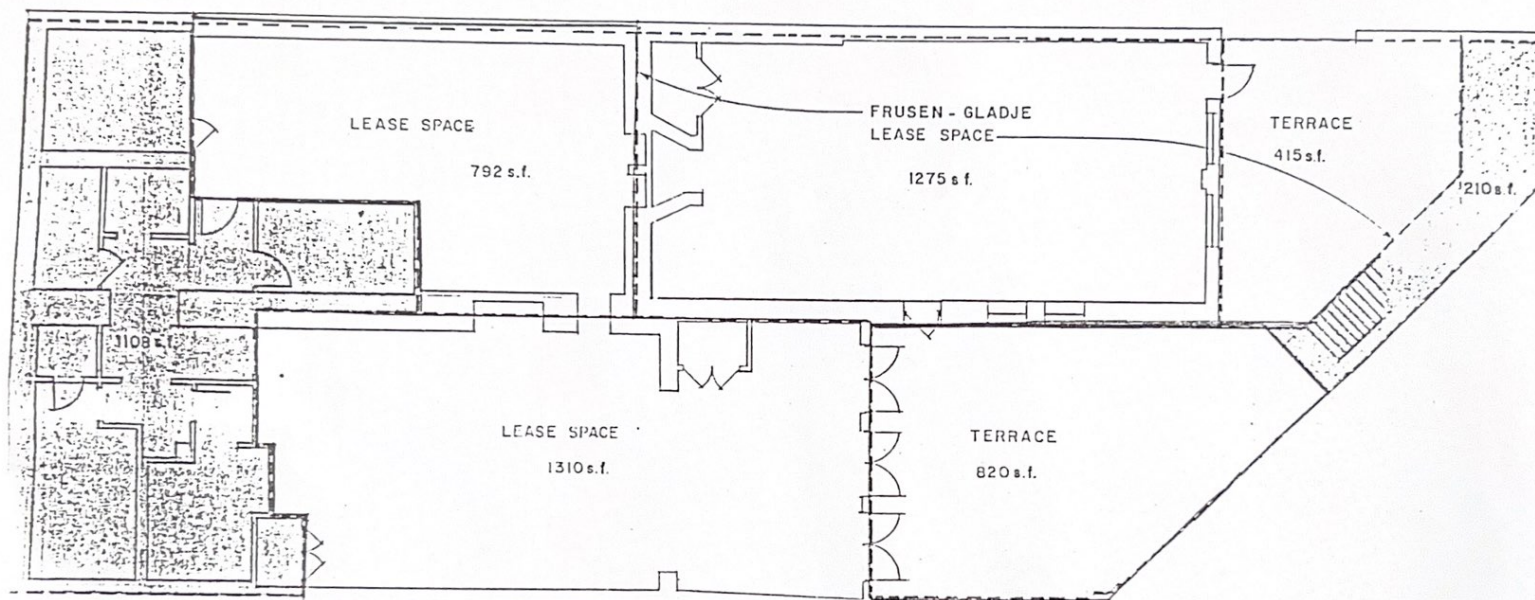 LEASE SPACE
792 s.f.
FRUSEN - GLADJE
LEASE SPACE
1275 s.f.
TERRACE
415 s.f.
210 s.f.
1108 s.f.
LEASE SPACE
1310 s.f.
TERRACE
820 s.f.